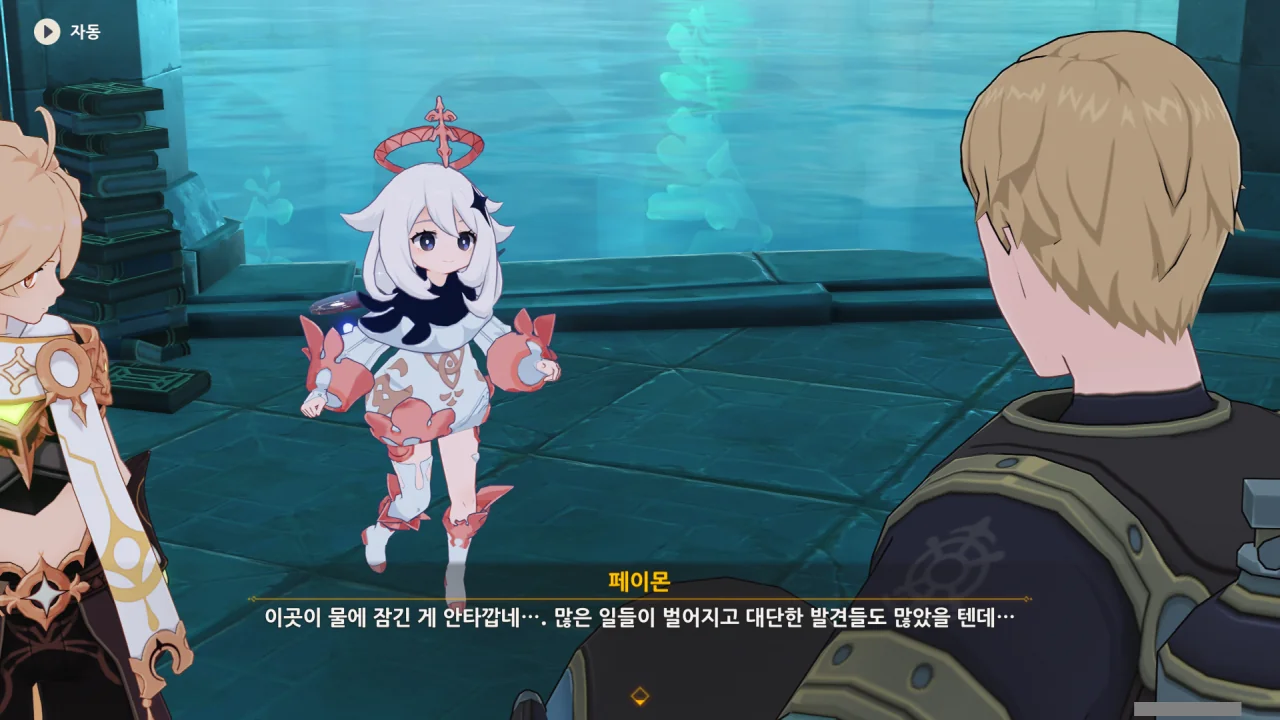 자동
페이몬
이곳이 물에 잠긴 게 안타깝네…. 많은 일들이 벌어지고 대단한 발견들도 많았을 텐데…